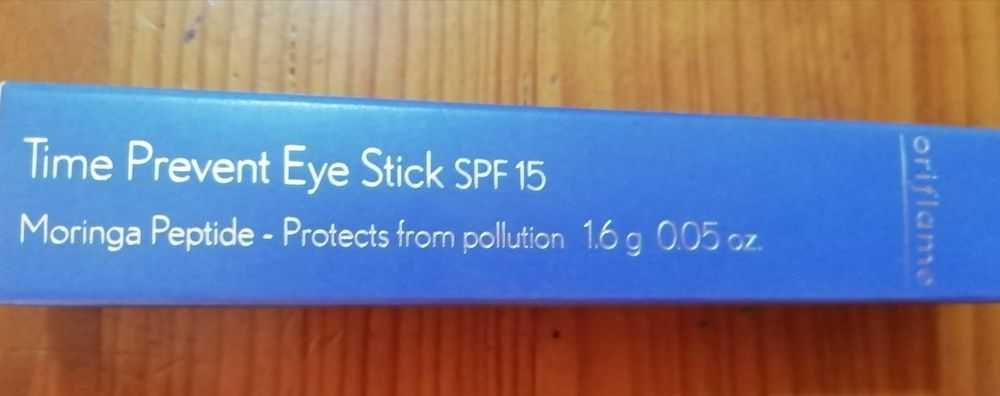 Time Prevent Eye Stick SPF 15
Moringa Peptide - Protects from pollution 1.6 g 0.05 oz.
oriflame